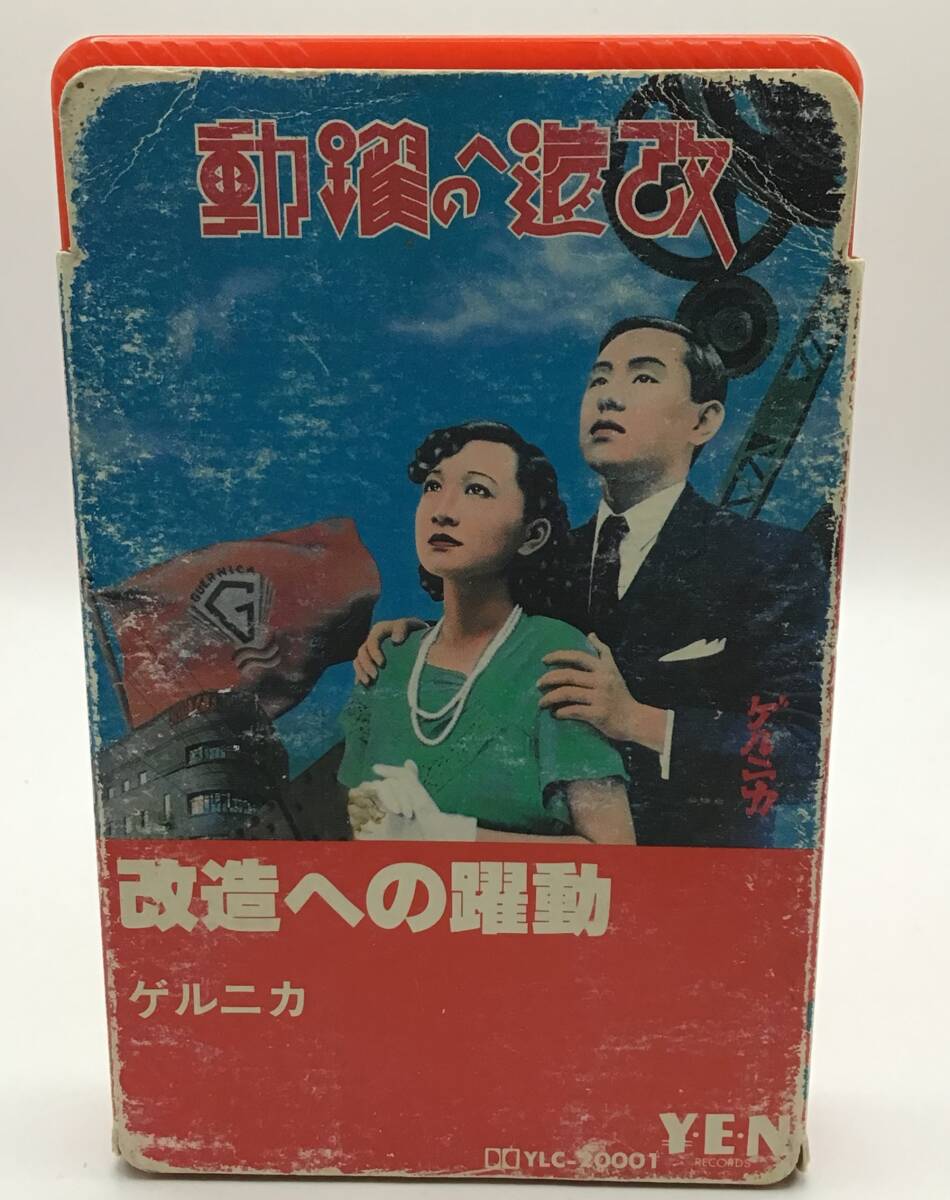 動躍のへ造改
GUERNICA
G
ゲルニカ
改造への躍動
ゲルニカ
YLC-20001
Y·E·N
RECORDS